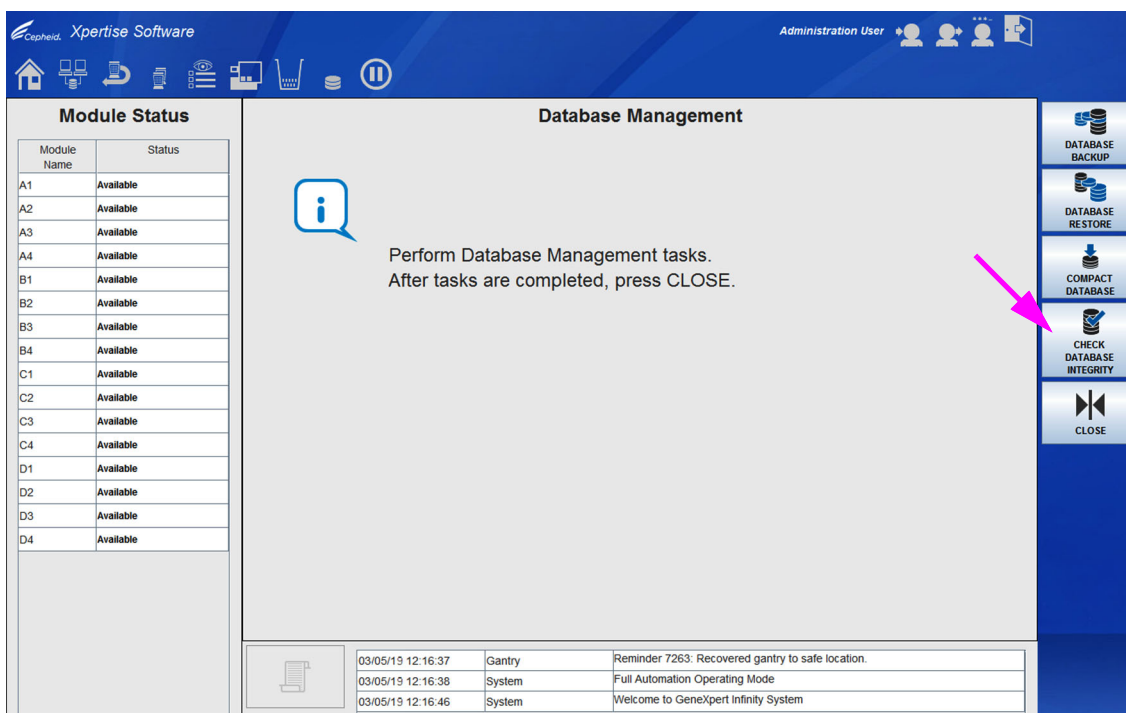 Cepheid. Xpertise Software
Administration User
Module Status
Module Name Status
A1 Available
A2 Available
A3 Available
A4 Available
B1 Available
B2 Available
B3 Available
B4 Available
C1 Available
C2 Available
C3 Available
C4 Available
D1 Available
D2 Available
D3 Available
D4 Available
Database Management
Perform Database Management tasks.
After tasks are completed, press CLOSE.
03/05/19 12:16:37 Gantry Reminder 7263: Recovered gantry to safe location.
03/05/19 12:16:38 System Full Automation Operating Mode
03/05/19 12:16:46 System Welcome to GeneXpert Infinity System
DATABASE
BACKUP
DATABASE
RESTORE
COMPACT
DATABASE
CHECK
DATABASE
INTEGRITY
CLOSE